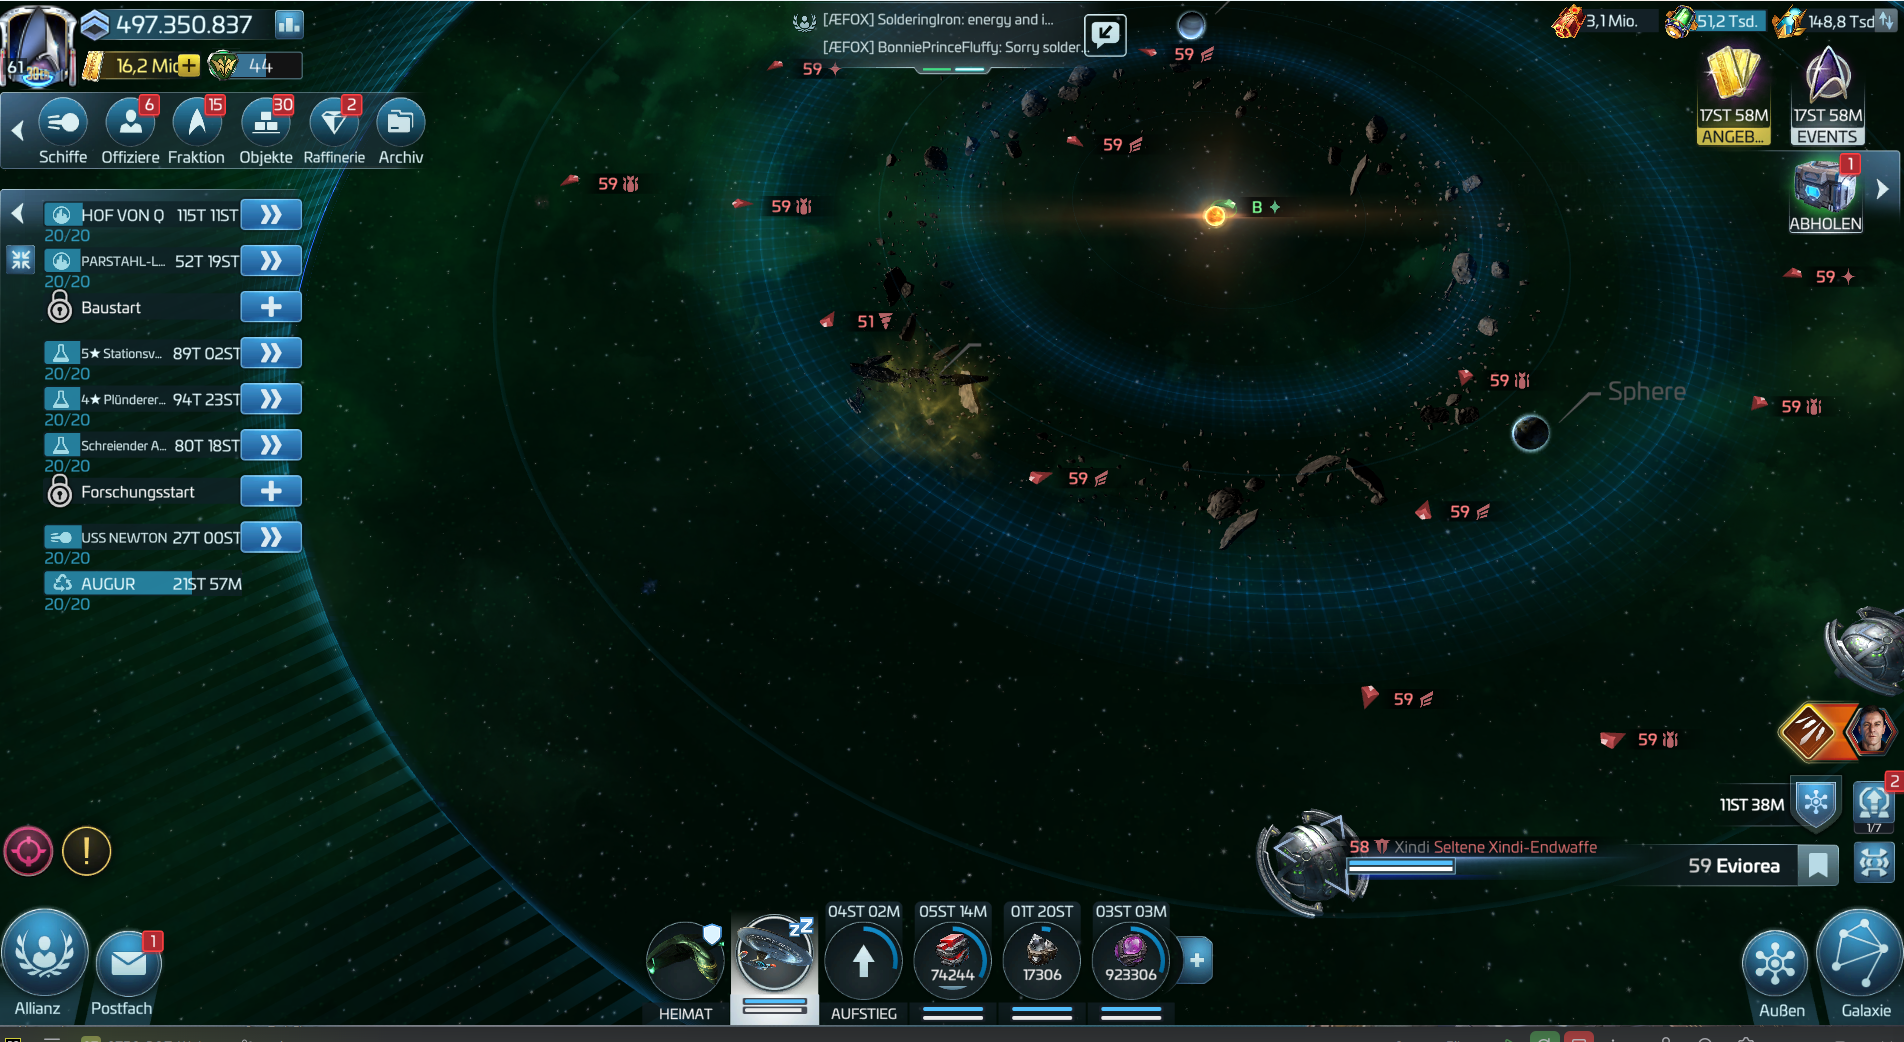 497.350.837
61
16,2 Mio
44
[ÆFOX] SolderingIron: energy and i...
[ÆFOX] BonniePrinceFluffy: Sorry solder...
3,1 Mio.
51,2 Tsd.
148,8 Tsd
17ST 58M
ANGEB...
17ST 58M
EVENTS
1
ABHOLEN
6
15
30
2
Schiffe
Offiziere
Fraktion
Objekte
Raffinerie
Archiv
HOF VON Q 115T 11ST
20/20
PARSTAHL-L... 52T 19ST
20/20
Baustart
5★ Stationsv... 89T 02ST
20/20
4★ Plünderer... 94T 23ST
20/20
Schreiender A... 80T 18ST
20/20
Forschungsstart
USS NEWTON 27T 00ST
20/20
AUGUR 21ST 57M
20/20
59
59
59
59
59
B
59
51
59
Sphere
59
59
59
59
59
11ST 38M
2
1/7
58 Xindi Seltene Xindi-Endwaffe
59 Eviorea
Allianz
1
Postfach
HEIMAT
zZ
04ST 02M
AUFSTIEG
05ST 14M
74244
01T 20ST
17306
03ST 03M
923306
Außen
Galaxie